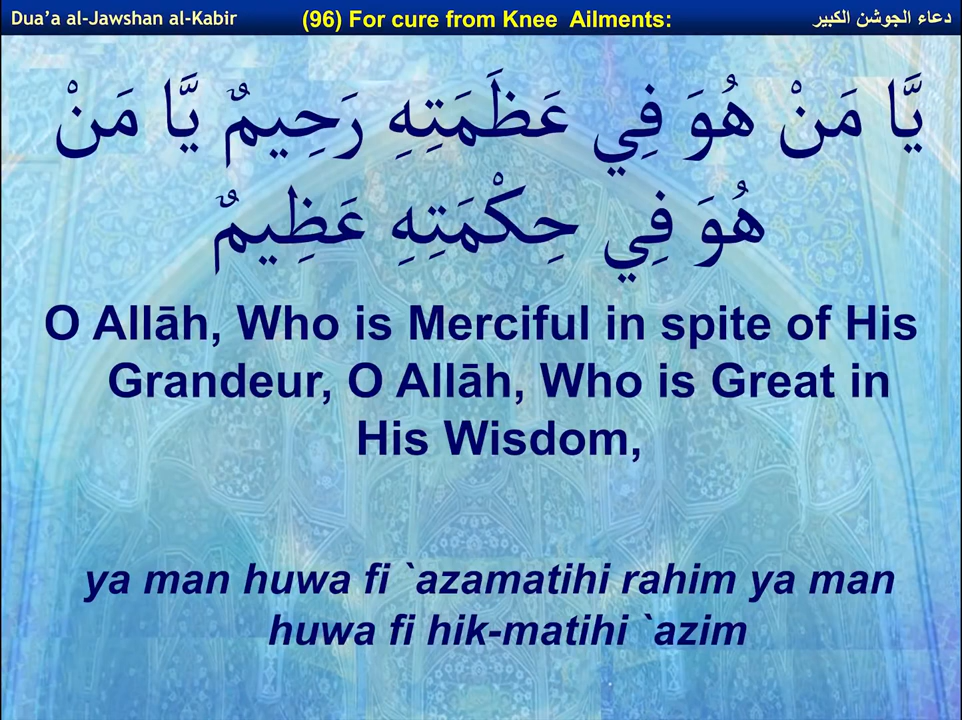 Dua’a al-Jawshan al-Kabir
(96) For cure from Knee Ailments:
دعاء الجوشن الكبير
يَّا مَنْ هُوَ فِي عَظَمَتِهِ رَحِيمٌ يَّا مَنْ
هُوَ فِي حِكْمَتِهِ عَظِيمٌ
O Allāh, Who is Merciful in spite of His
Grandeur, O Allāh, Who is Great in
His Wisdom,
ya man huwa fi `azamatihi rahim ya man
huwa fi hik-matihi `azim